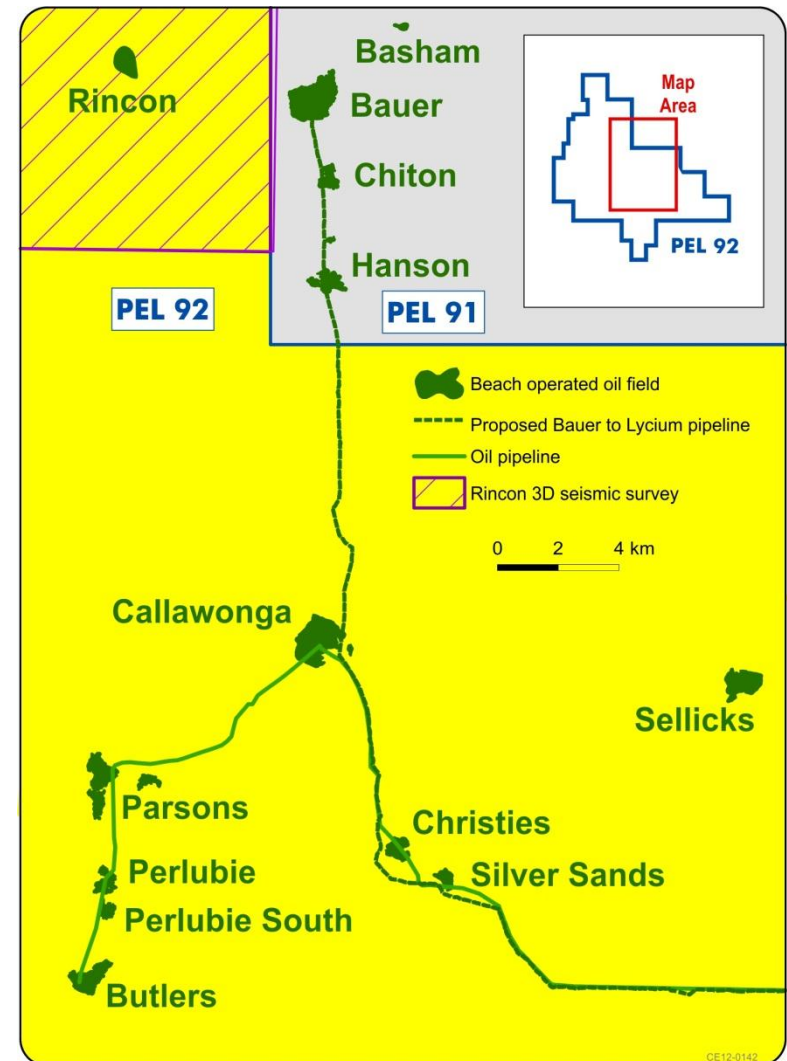 Basham
Rincon
Bauer
Map
Area
PEL 92
Chiton
Hanson
PEL 92
PEL 91
Beach operated oil field
Proposed Bauer to Lycium pipeline
Oil pipeline
Rincon 3D seismic survey
0 2 4 km
Callawonga
Sellicks
Parsons
Christies
Perlubie
Silver Sands
Perlubie South
Butlers
CE12-0142